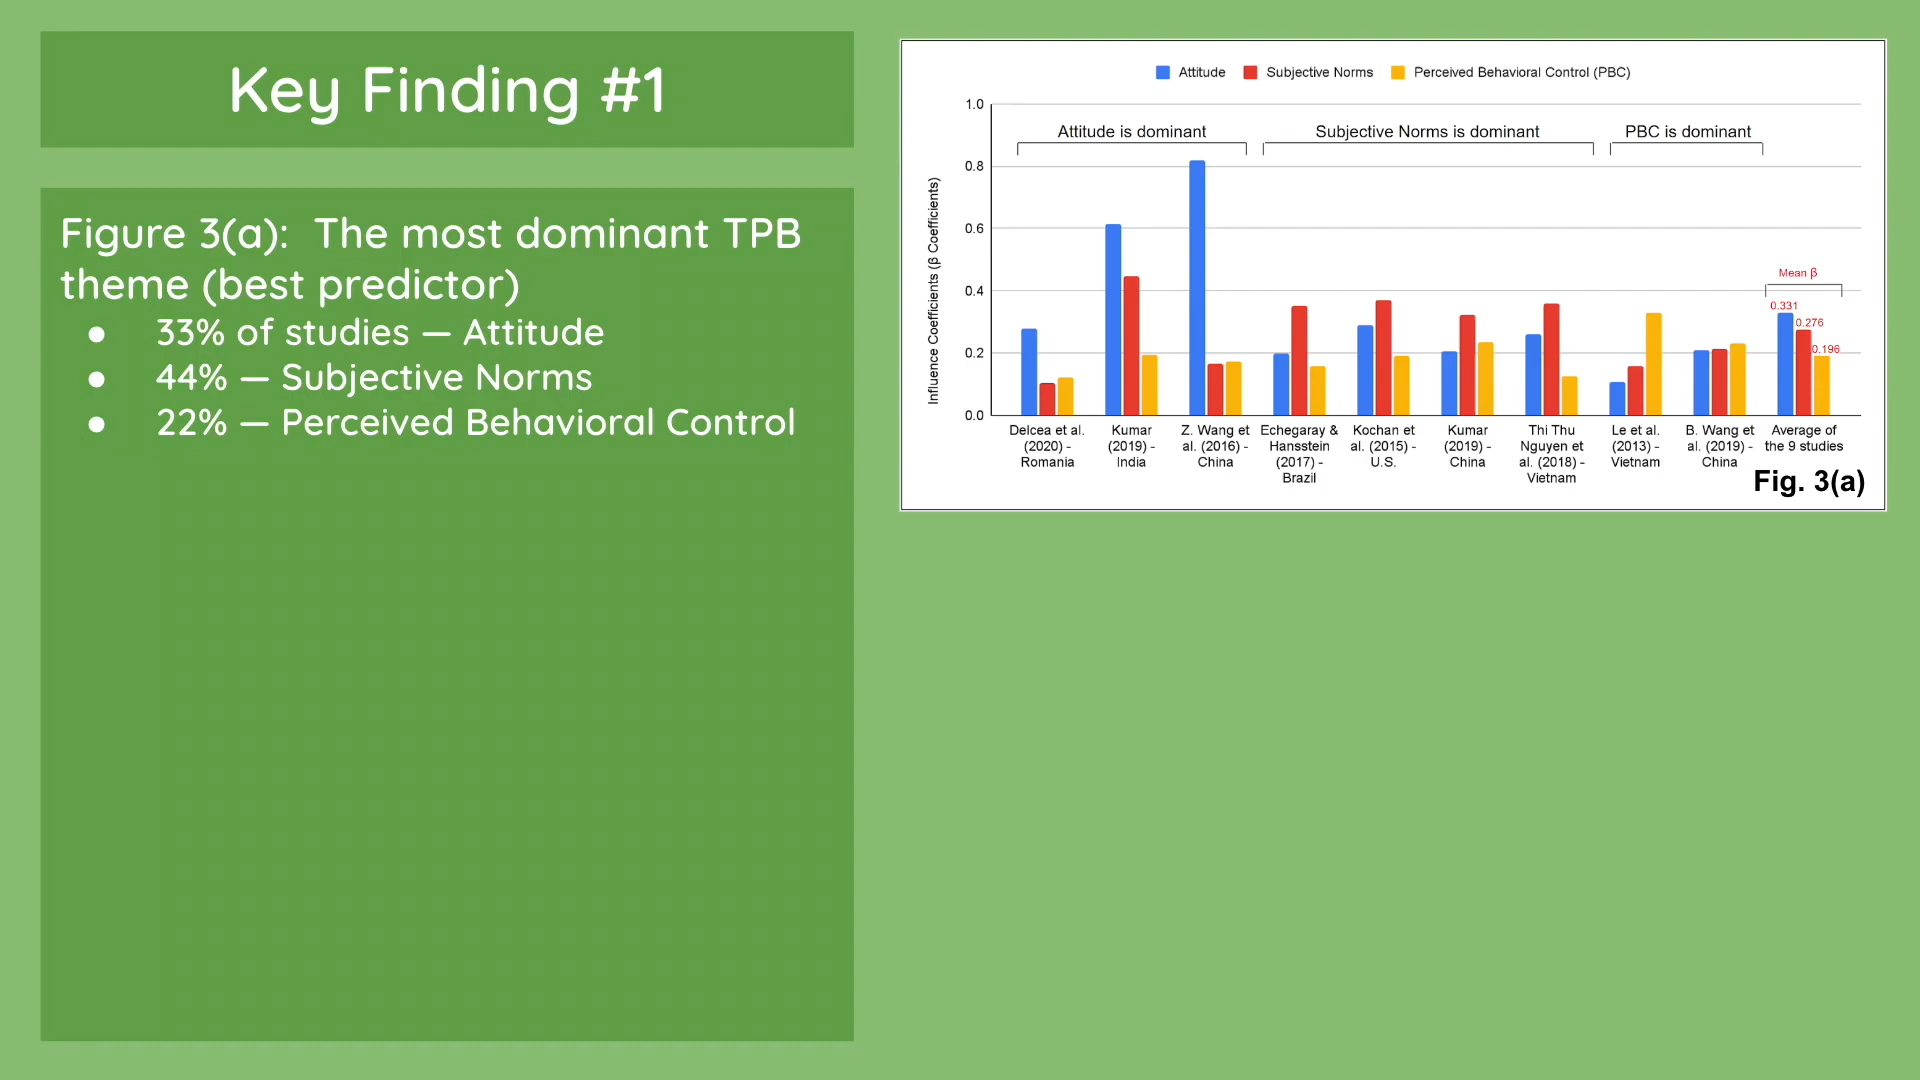 Key Finding #1
Figure 3(a):  The most dominant TPB
theme (best predictor)
● 33% of studies — Attitude
● 44% — Subjective Norms
● 22% — Perceived Behavioral Control
Attitude Subjective Norms Perceived Behavioral Control (PBC)
Influence Coefficients (β Coefficients)
1.0
0.8
0.6
0.4
0.2
0.0
Attitude is dominant
Subjective Norms is dominant
PBC is dominant
Mean β
0.331
0.276
0.196
Delcea et al.
(2020) -
Romania
Kumar
(2019) -
India
Z. Wang et
al. (2016) -
China
Echegaray &
Hansstein
(2017) -
Brazil
Kochan et
al. (2015) -
U.S.
Kumar
(2019) -
China
Thi Thu
Nguyen et
al. (2018) -
Vietnam
Le et al.
(2013) -
Vietnam
B. Wang et
al. (2019) -
China
Average of
the 9 studies
Fig. 3(a)